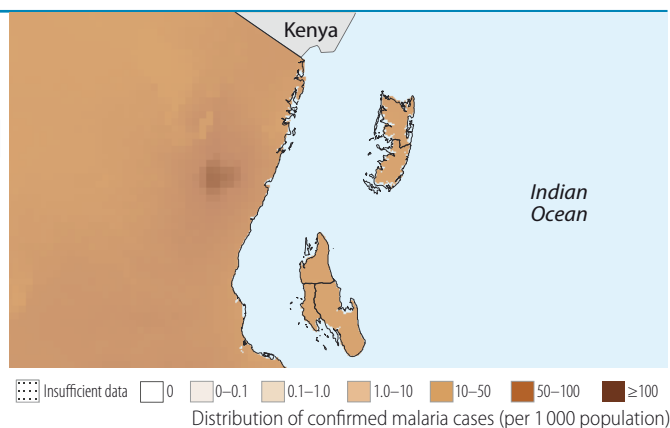 Kenya
Indian
Ocean
Insufficient data 0 0–0.1 0.1–1.0 1.0–10 10–50 50–100 ≥100
Distribution of confirmed malaria cases (per 1 000 population)